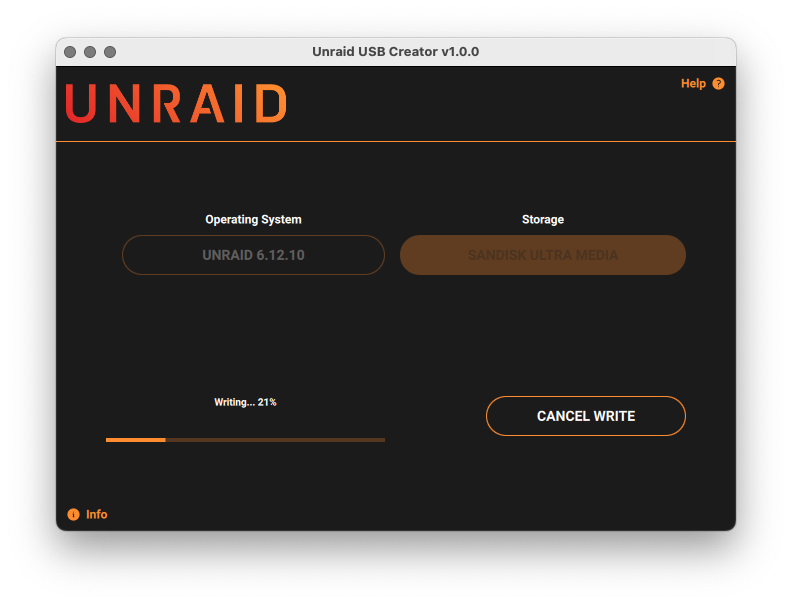 Unraid USB Creator v1.0.0
UNRAID
Help ?
Operating System
Storage
UNRAID 6.12.10
SANDISK ULTRA MEDIA
Writing... 21%
CANCEL WRITE
i Info